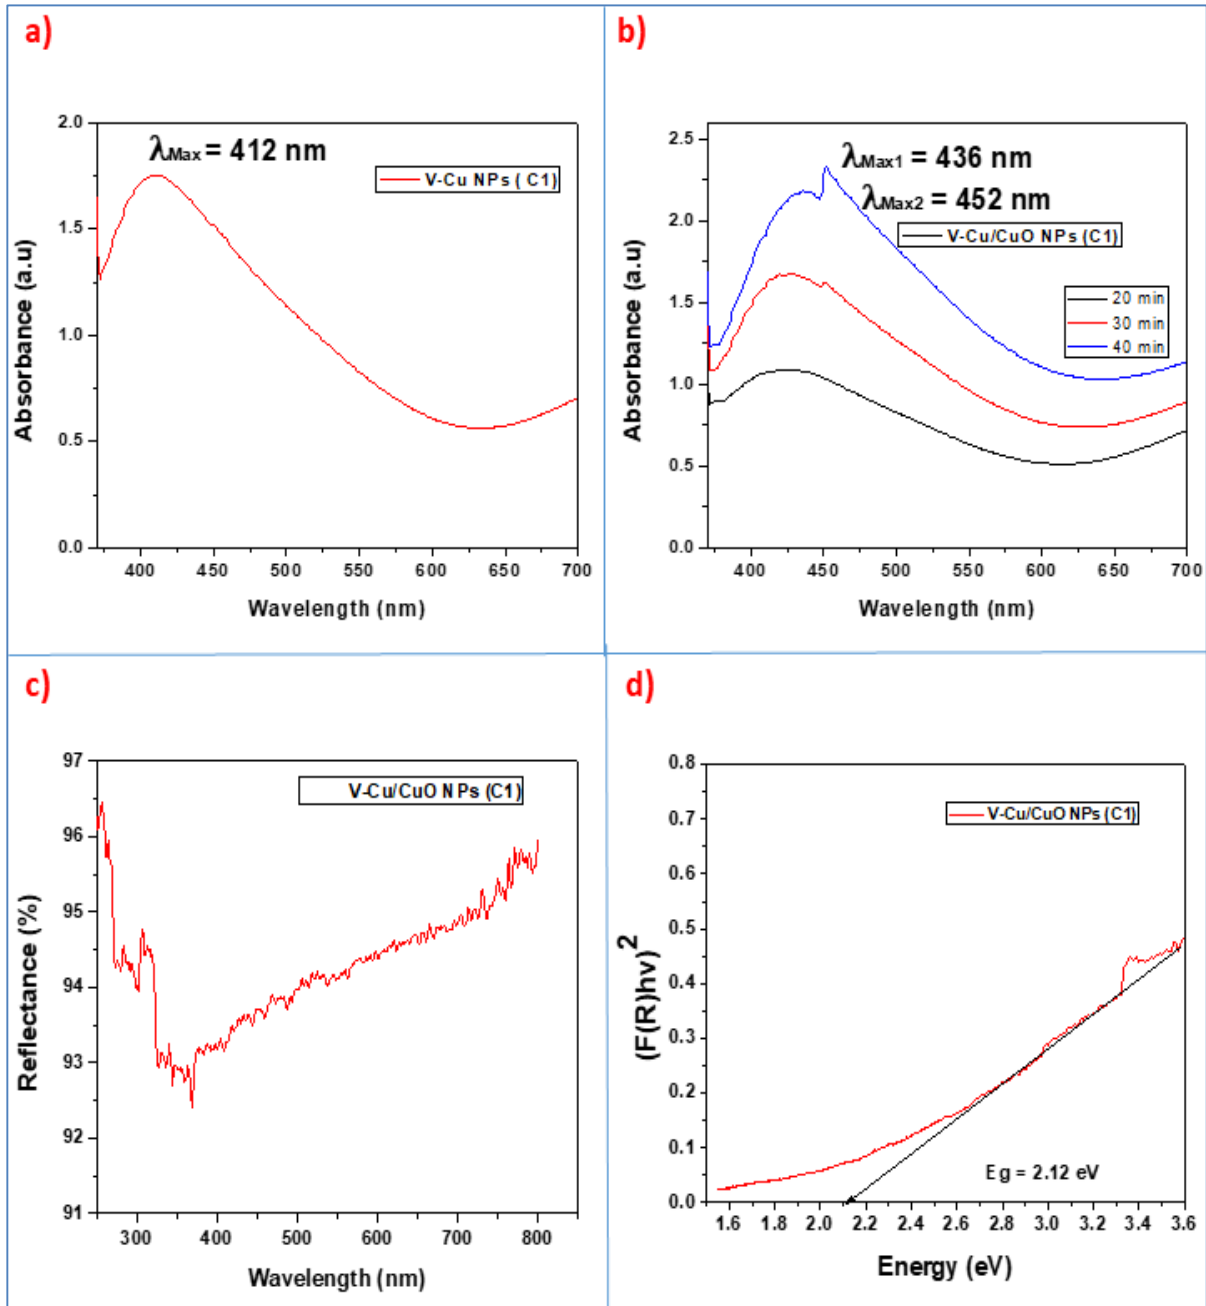 a)
λMax = 412 nm
V-Cu NPs ( C1)
2.0
1.5
1.0
0.5
0.0
Absorbance (a.u)
400 450 500 550 600 650 700
Wavelength (nm)
b)
λMax1 = 436 nm
λMax2 = 452 nm
V-Cu/CuO NPs (C1)
20 min
30 min
40 min
2.5
2.0
1.5
1.0
0.5
0.0
Absorbance (a.u)
400 450 500 550 600 650 700
Wavelength (nm)
c)
V-Cu/CuO NPs (C1)
97
96
95
94
93
92
91
Reflectance (%)
300 400 500 600 700 800
Wavelength (nm)
d)
V-Cu/CuO NPs (C1)
0.8
0.7
0.6
0.5
0.4
0.3
0.2
0.1
0.0
(F(R)hv)²
Eg = 2.12 eV
1.6 1.8 2.0 2.2 2.4 2.6 2.8 3.0 3.2 3.4 3.6
Energy (eV)